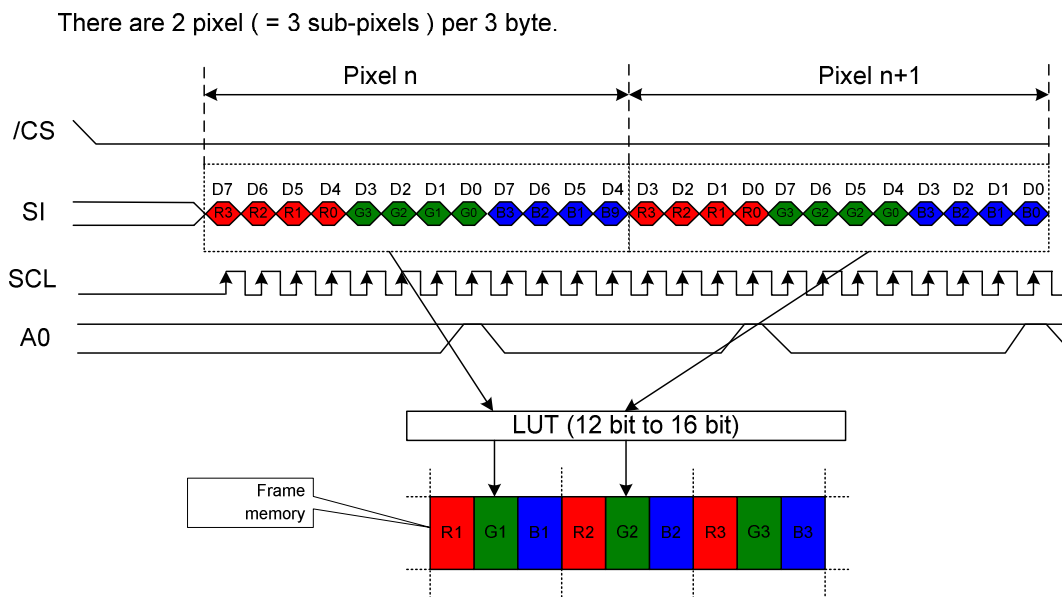 There are 2 pixel ( = 3 sub-pixels ) per 3 byte.
Pixel n Pixel n+1
/CS
D7 D6 D5 D4 D3 D2 D1 D0 D7 D6 D5 D4 D3 D2 D1 D0 D7 D6 D5 D4 D3 D2 D1 D0
SI R3 R2 R1 R0 G3 G2 G1 G0 B3 B2 B1 B9 R3 R2 R1 R0 G3 G2 G2 G0 B3 B2 B1 B0
SCL
A0
LUT (12 bit to 16 bit)
Frame
memory
R1 G1 B1 R2 G2 B2 R3 G3 B3